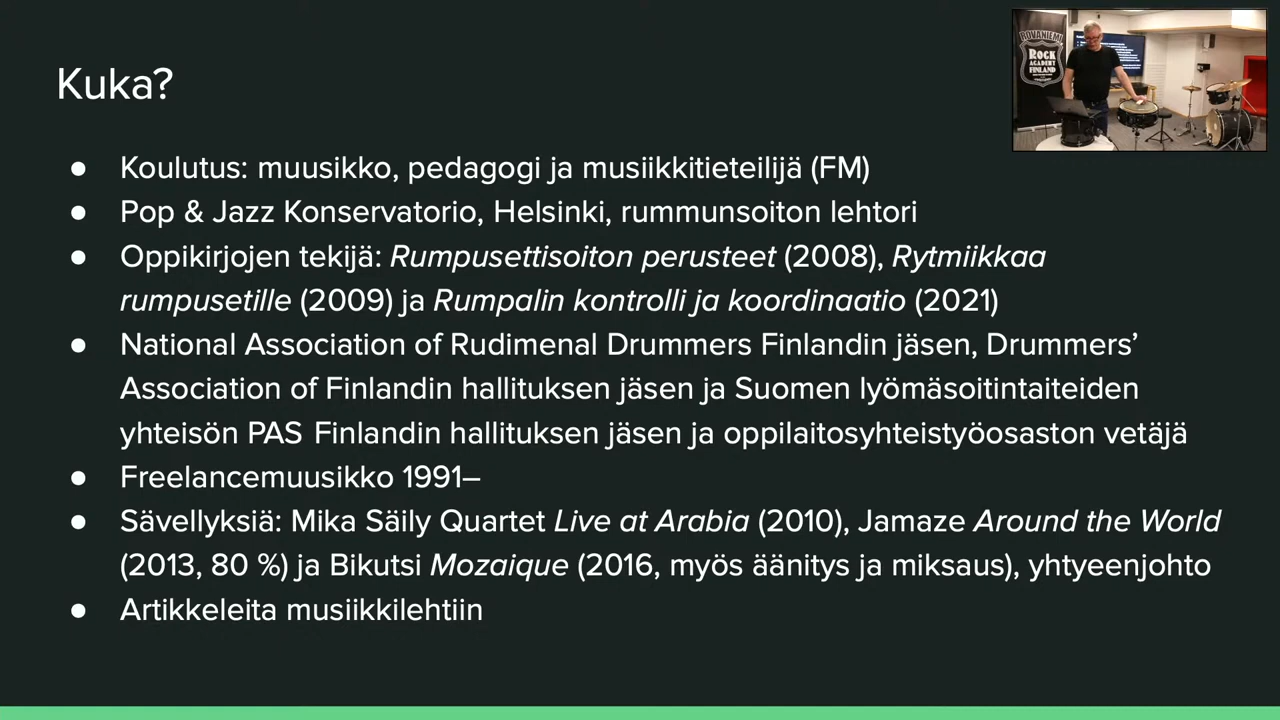 Kuka?
ROVANIEMI
ROCK
ACADEMY
FINLAND
● Koulutus: muusikko, pedagogi ja musiikkitieteilijä (FM)
● Pop & Jazz Konservatorio, Helsinki, rummunsoiton lehtori
● Oppikirjojen tekijä: Rumpusettisoiton perusteet (2008), Rytmiikkaa
rumpusetille (2009) ja Rumpalin kontrolli ja koordinaatio (2021)
● National Association of Rudimenal Drummers Finlandin jäsen, Drummers’
Association of Finlandin hallituksen jäsen ja Suomen lyömäsoitintaiteiden
yhteisön PAS Finlandin hallituksen jäsen ja oppilaitosyhteistyöosaston vetäjä
● Freelancemuusikko 1991–
● Sävellyksiä: Mika Säily Quartet Live at Arabia (2010), Jamaze Around the World
(2013, 80 %) ja Bikutsi Mozaique (2016, myös äänitys ja miksaus), yhtyeenjohto
● Artikkeleita musiikkilehtiin